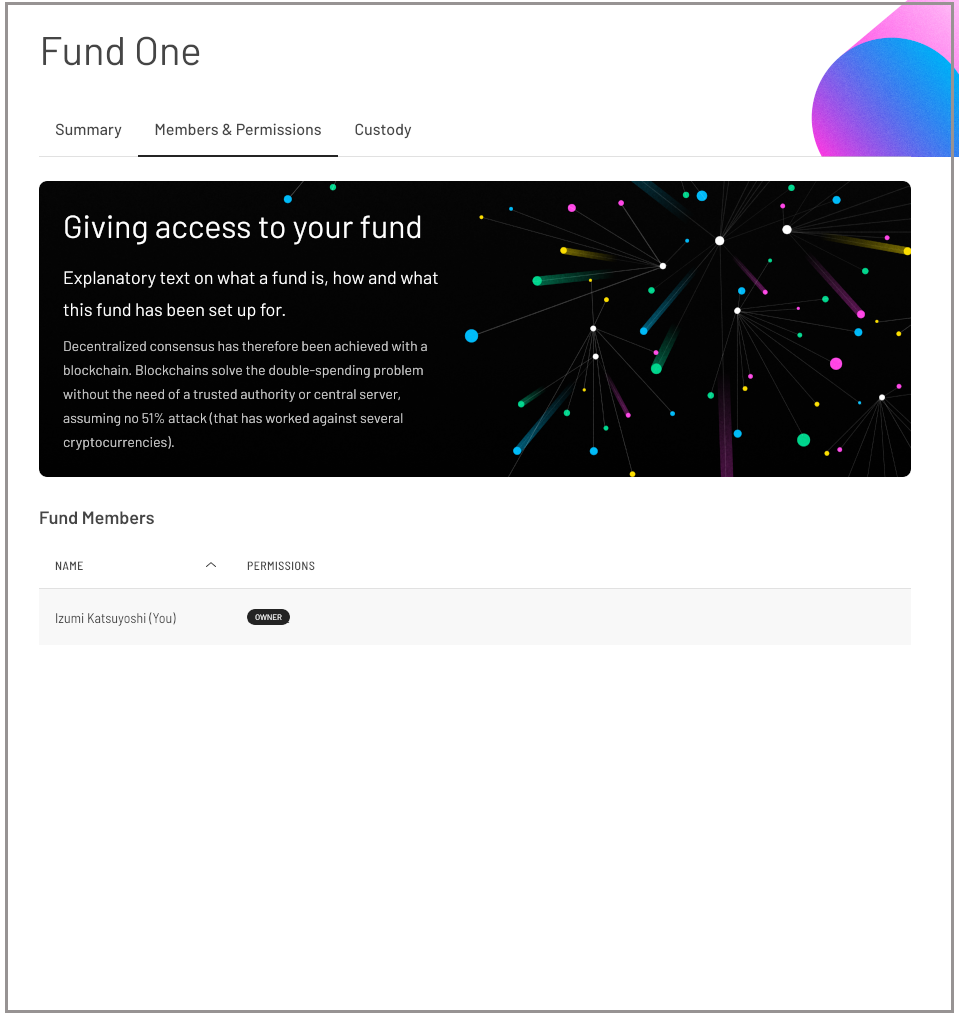 Fund One
Summary
Members & Permissions
Custody
Giving access to your fund
Explanatory text on what a fund is, how and what
this fund has been set up for.
Decentralized consensus has therefore been achieved with a
blockchain. Blockchains solve the double-spending problem
without the need of a trusted authority or central server,
assuming no 51% attack (that has worked against several
cryptocurrencies).
Fund Members
NAME
PERMISSIONS
Izumi Katsuyoshi (You)
OWNER